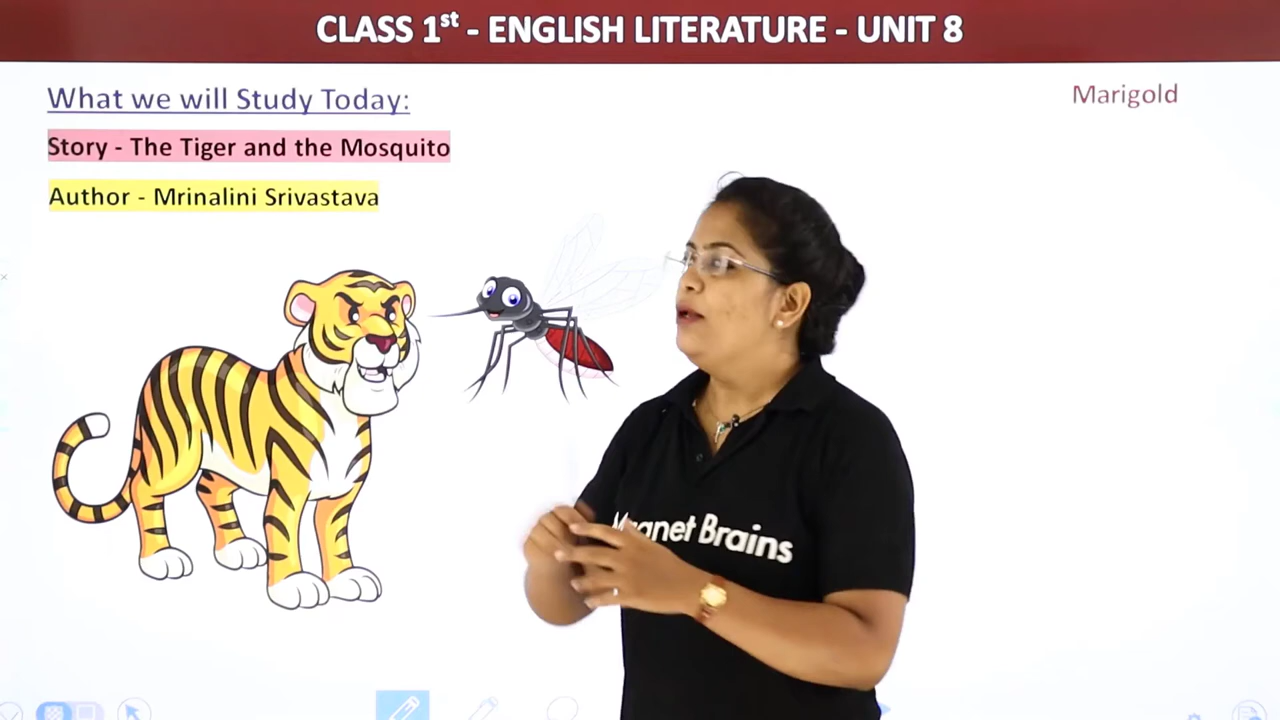 CLASS 1st - ENGLISH LITERATURE - UNIT 8
What we will Study Today:
Marigold
Story - The Tiger and the Mosquito
Author - Mrinalini Srivastava
Magnet Brains